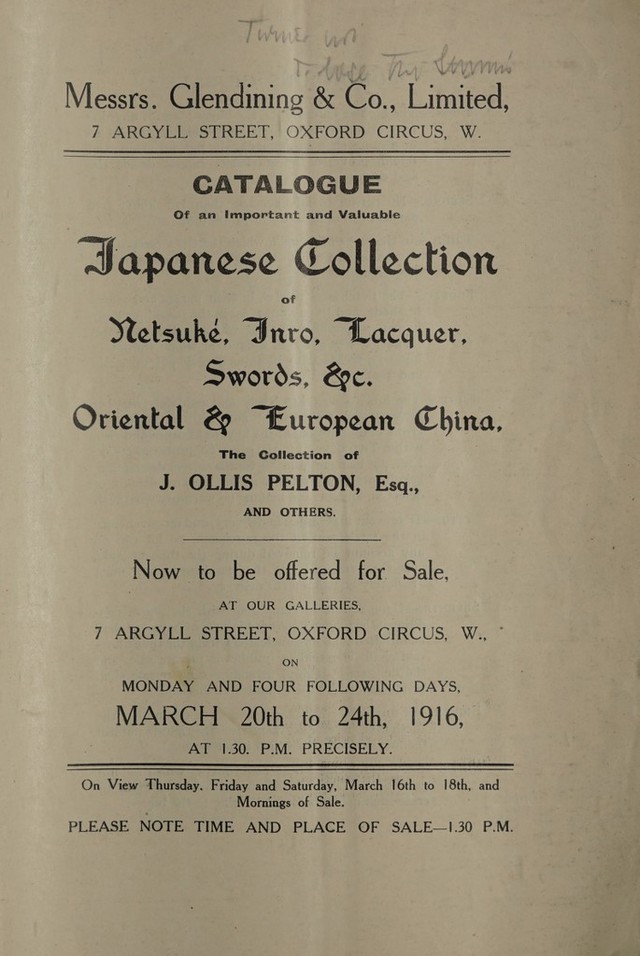 Messrs. Glendining & Co., Limited,
7 ARGYLL STREET, OXFORD CIRCUS, W.
CATALOGUE
Of an Important and Valuable
Japanese Collection
of
Netsuké, Inro, Lacquer,
Swords, &c.
Oriental & European China,
The Collection of
J. OLLIS PELTON, Esq.,
AND OTHERS.
Now to be offered for Sale,
AT OUR GALLERIES,
7 ARGYLL STREET, OXFORD CIRCUS, W.,
ON
MONDAY AND FOUR FOLLOWING DAYS,
MARCH 20th to 24th, 1916,
AT 1.30. P.M. PRECISELY.
On View Thursday, Friday and Saturday, March 16th to 18th, and
Mornings of Sale.
PLEASE NOTE TIME AND PLACE OF SALE—1.30 P.M.